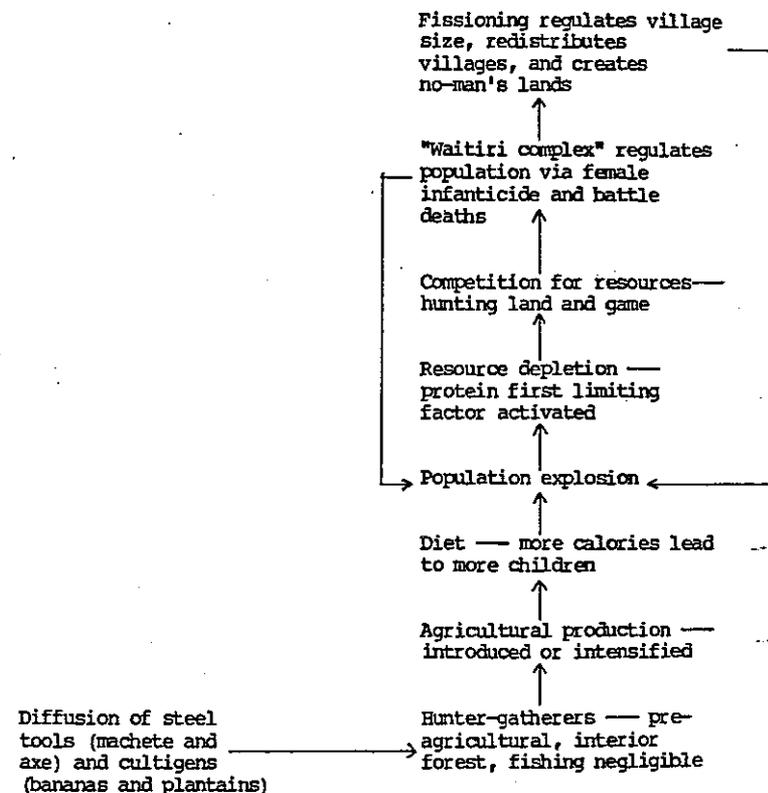 Fissioning regulates village
size, redistributes
villages, and creates
no-man's lands
"Waitiri complex" regulates
population via female
infanticide and battle
deaths
Competition for resources—
hunting land and game
Resource depletion —
protein first limiting
factor activated
Population explosion
Diet — more calories lead
to more children
Agricultural production —
introduced or intensified
Hunter-gatherers — pre-
agricultural, interior
forest, fishing negligible
Diffusion of steel
tools (machete and
axe) and cultigens
(bananas and plantains)